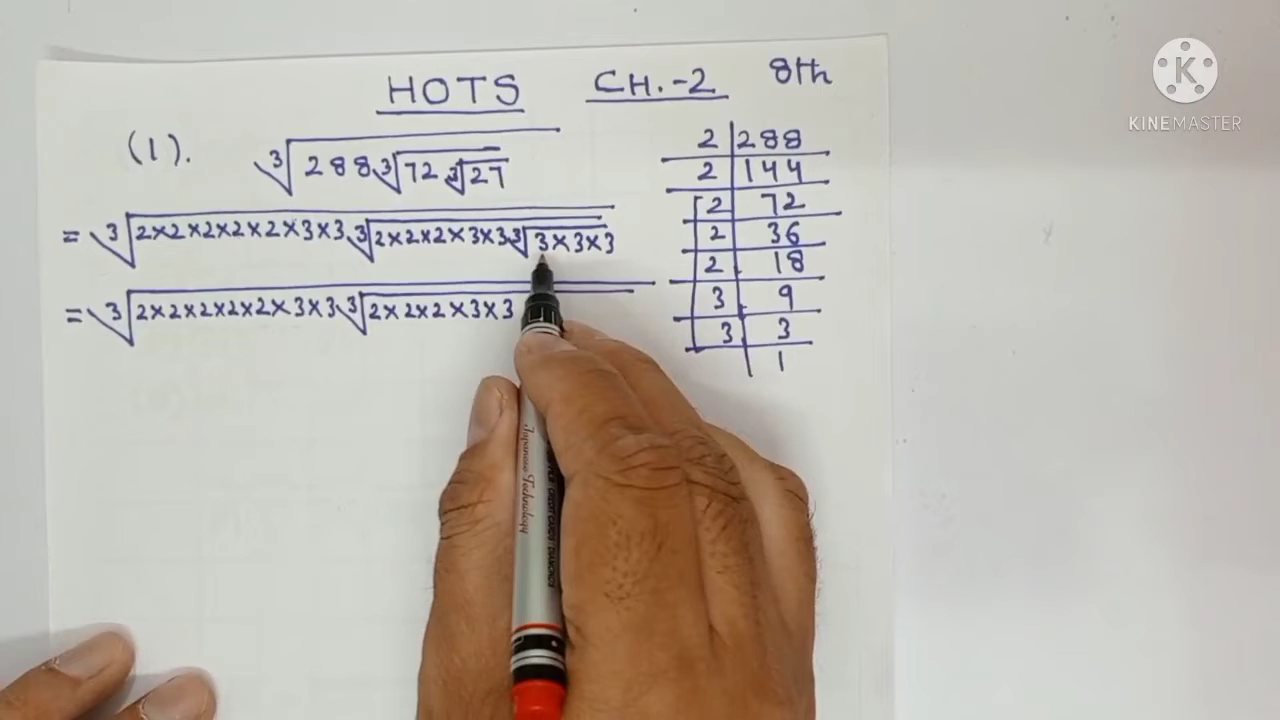 HOTS CH.-2 8th
(1). ∛288∛72∛27
= ∛2×2×2×2×2×3×3∛2×2×2×3×3∛3×3×3
= ∛2×2×2×2×2×3×3∛2×2×2×3×3
2 288
2 144
2 72
2 36
2 18
3 9
3 3
1
K
KINEMASTER
Japanese Technology